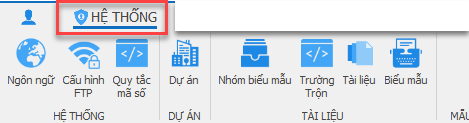 HỆ THỐNG
Ngôn ngữ
Cấu hình
FTP
Quy tắc
mã số
Dự án
Nhóm biểu mẫu
Trường
Trộn
Tài liệu
Biểu mẫu
HỆ THỐNG
DỰ ÁN
TÀI LIỆU
MẪU